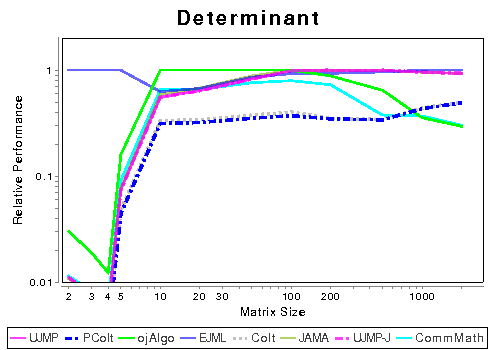 Determinant
1
0.1
0.01
Relative Performance
2 3 4 5 10 20 30 100 200 1000
Matrix Size
UJMP PColt ojAlgo EJML Colt JAMA UJMP-J CommMath